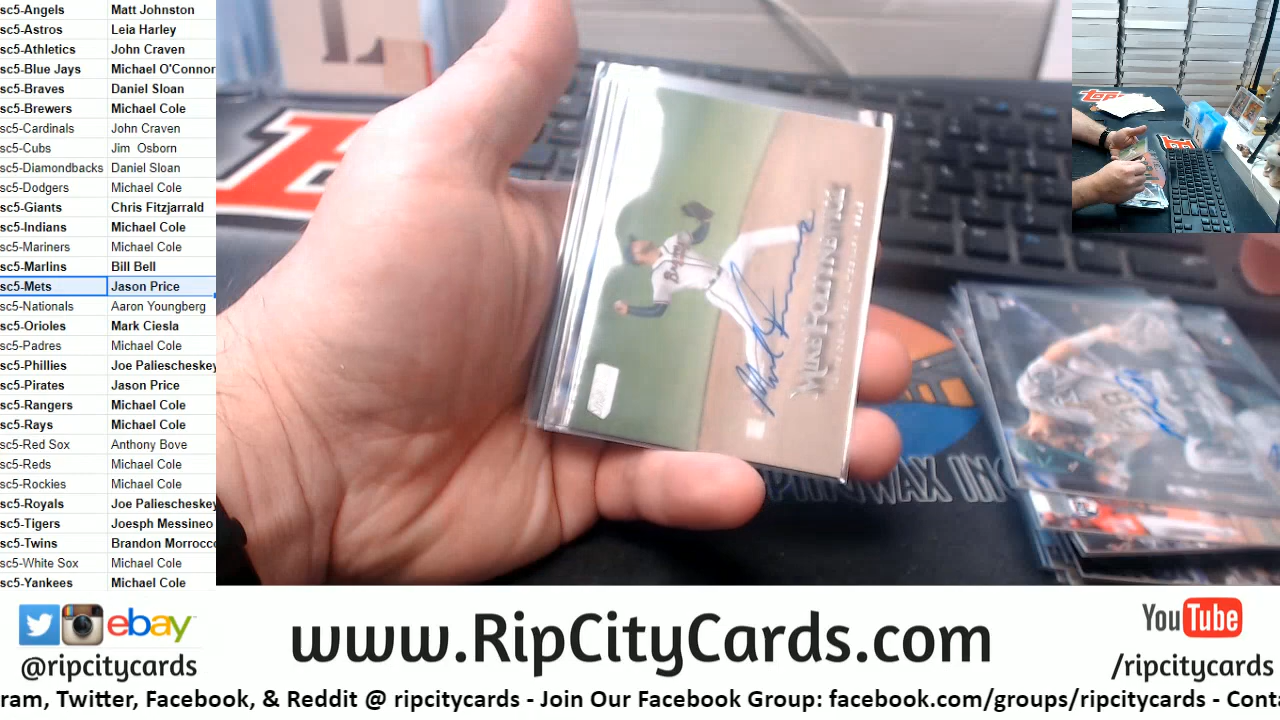 sc5-Angels Matt Johnston
sc5-Astros Leia Harley
sc5-Athletics John Craven
sc5-Blue Jays Michael O'Connor
sc5-Braves Daniel Sloan
sc5-Brewers Michael Cole
sc5-Cardinals John Craven
sc5-Cubs Jim Osborn
sc5-Diamondbacks Daniel Sloan
sc5-Dodgers Michael Cole
sc5-Giants Chris Fitzjarrald
sc5-Indians Michael Cole
sc5-Mariners Michael Cole
sc5-Marlins Bill Bell
sc5-Mets Jason Price
sc5-Nationals Aaron Youngberg
sc5-Orioles Mark Ciesla
sc5-Padres Michael Cole
sc5-Phillies Joe Paliescheskey
sc5-Pirates Jason Price
sc5-Rangers Michael Cole
sc5-Rays Michael Cole
sc5-Red Sox Anthony Bove
sc5-Reds Michael Cole
sc5-Rockies Michael Cole
sc5-Royals Joe Paliescheskey
sc5-Tigers Joesph Messineo
sc5-Twins Brandon Morrocco
sc5-White Sox Michael Cole
sc5-Yankees Michael Cole
Topps
MIKE
WAX INC
ebay
@ripcitycards
www.RipCityCards.com
YouTube
/ripcitycards
ram, Twitter, Facebook, & Reddit @ ripcitycards - Join Our Facebook Group: facebook.com/groups/ripcitycards - Conta